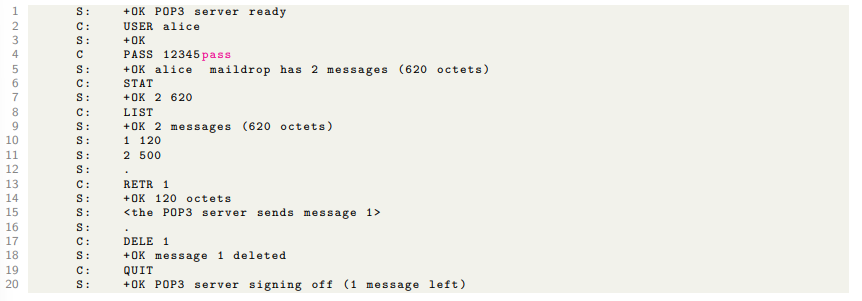 1 S: +OK POP3 server ready
2 C: USER alice
3 S: +OK
4 C PASS 12345pass
5 S: +OK alice  maildrop has 2 messages (620 octets)
6 C: STAT
7 S: +OK 2 620
8 C: LIST
9 S: +OK 2 messages (620 octets)
10 S: 1 120
11 S: 2 500
12 S: .
13 C: RETR 1
14 S: +OK 120 octets
15 S: <the POP3 server sends message 1>
16 S: .
17 C: DELE 1
18 S: +OK message 1 deleted
19 C: QUIT
20 S: +OK POP3 server signing off (1 message left)